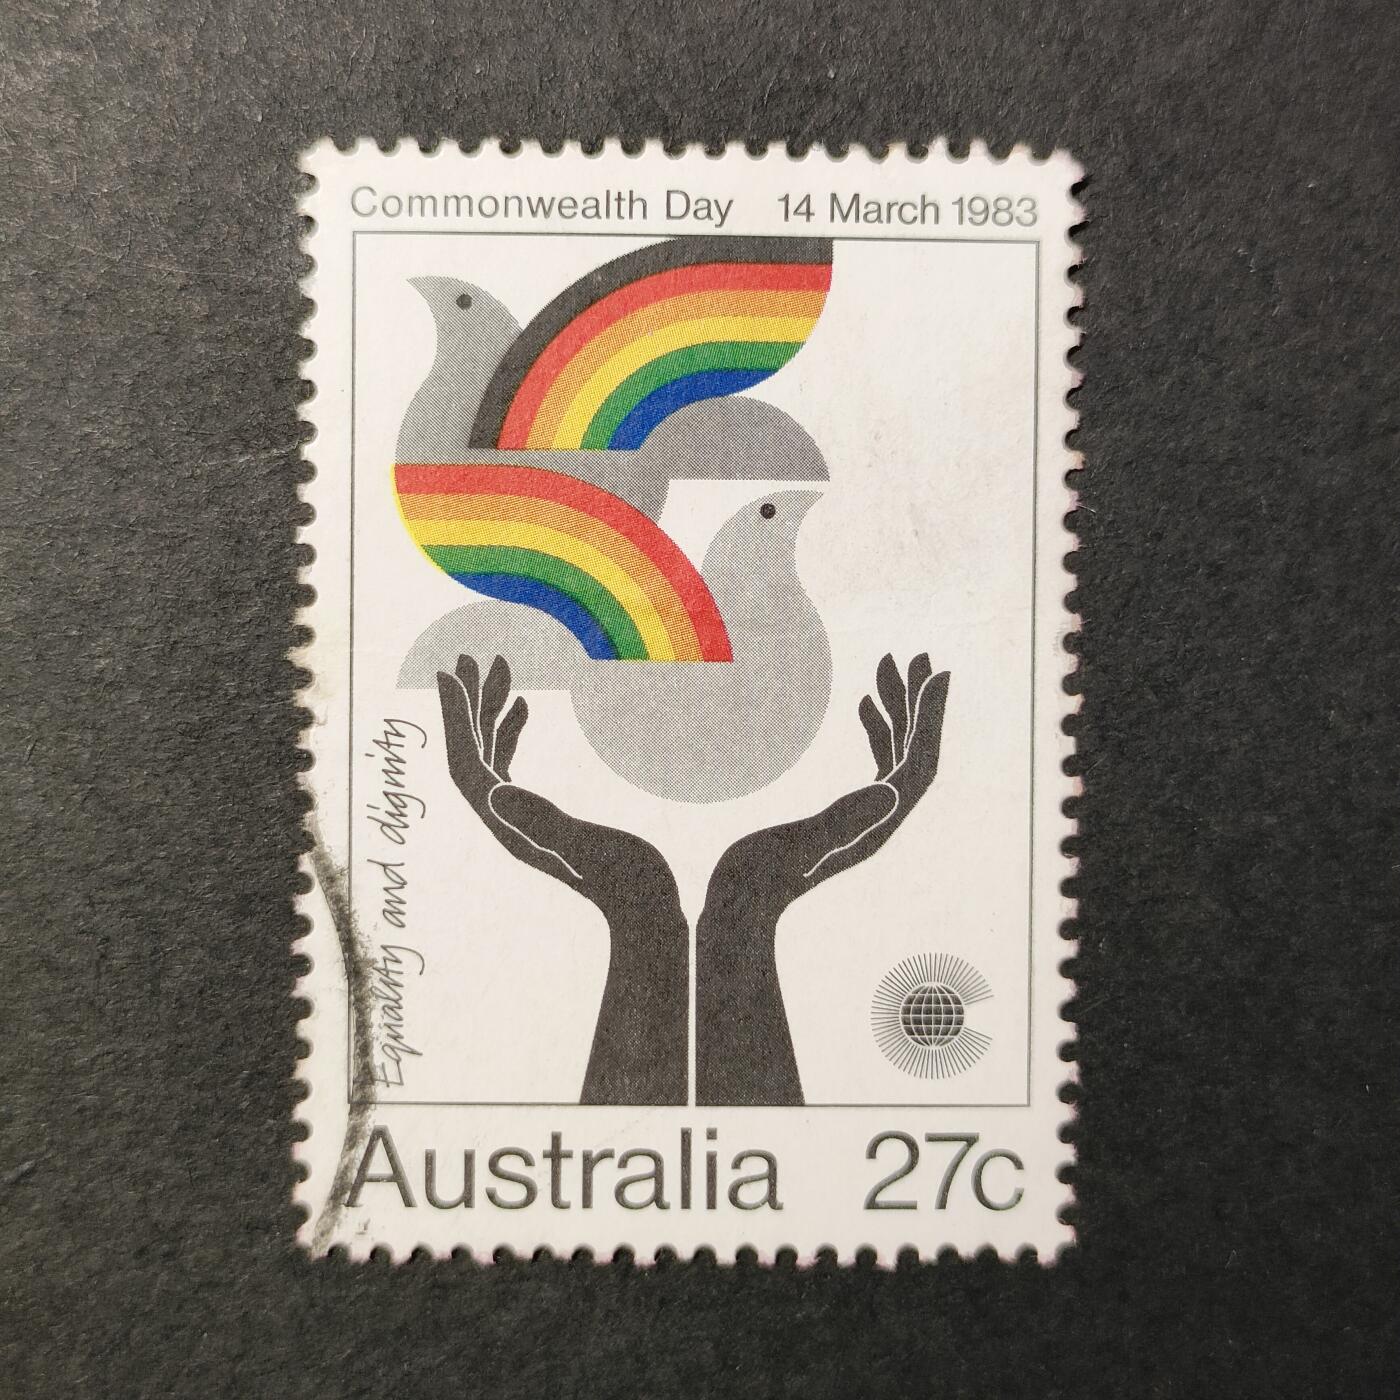 Commonwealth Day 14 March 1983
Equality and dignity
Australia 27c